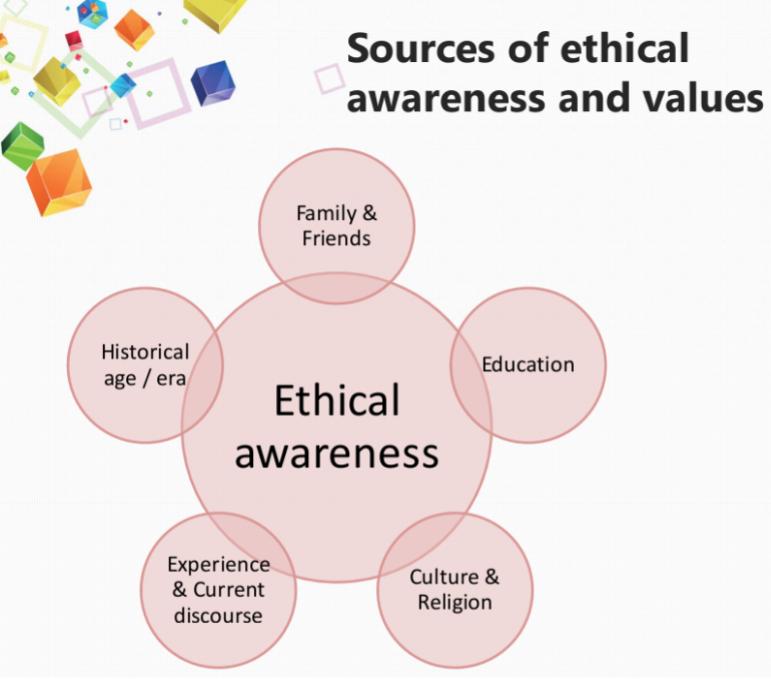 Sources of ethical
awareness and values
Family &
Friends
Historical
age / era
Education
Ethical
awareness
Experience
& Current
discourse
Culture &
Religion